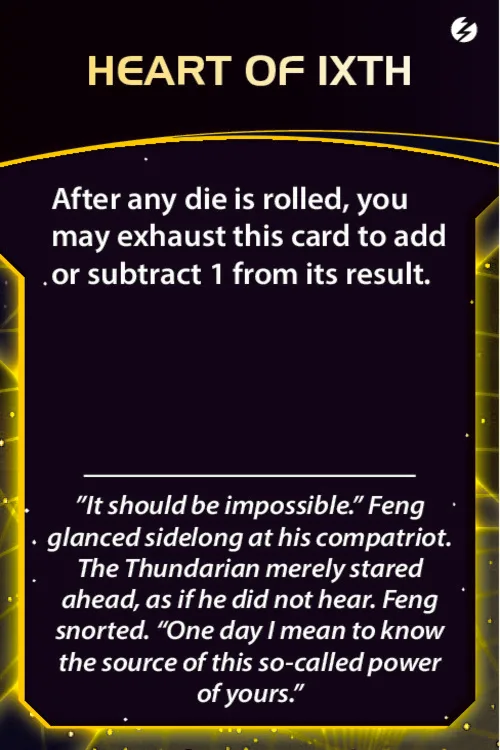 HEART OF IXTH
After any die is rolled, you
may exhaust this card to add
or subtract 1 from its result.
"It should be impossible." Feng
glanced sidelong at his compatriot.
The Thundarian merely stared
ahead, as if he did not hear. Feng
snorted. "One day I mean to know
the source of this so-called power
of yours."